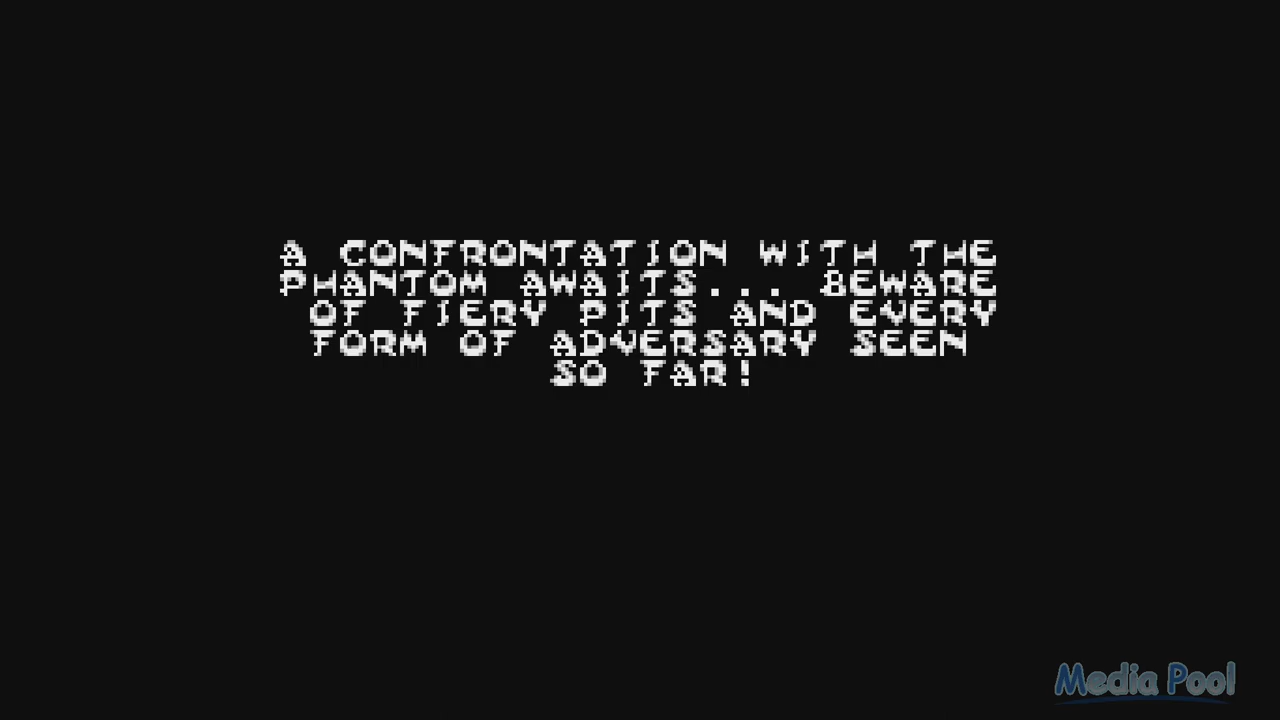 A CONFRONTATION WITH THE
PHANTOM AWAITS... BEWARE
OF FIERY PITS AND EVERY
FORM OF ADVERSARY SEEN
SO FAR!
Media Pool